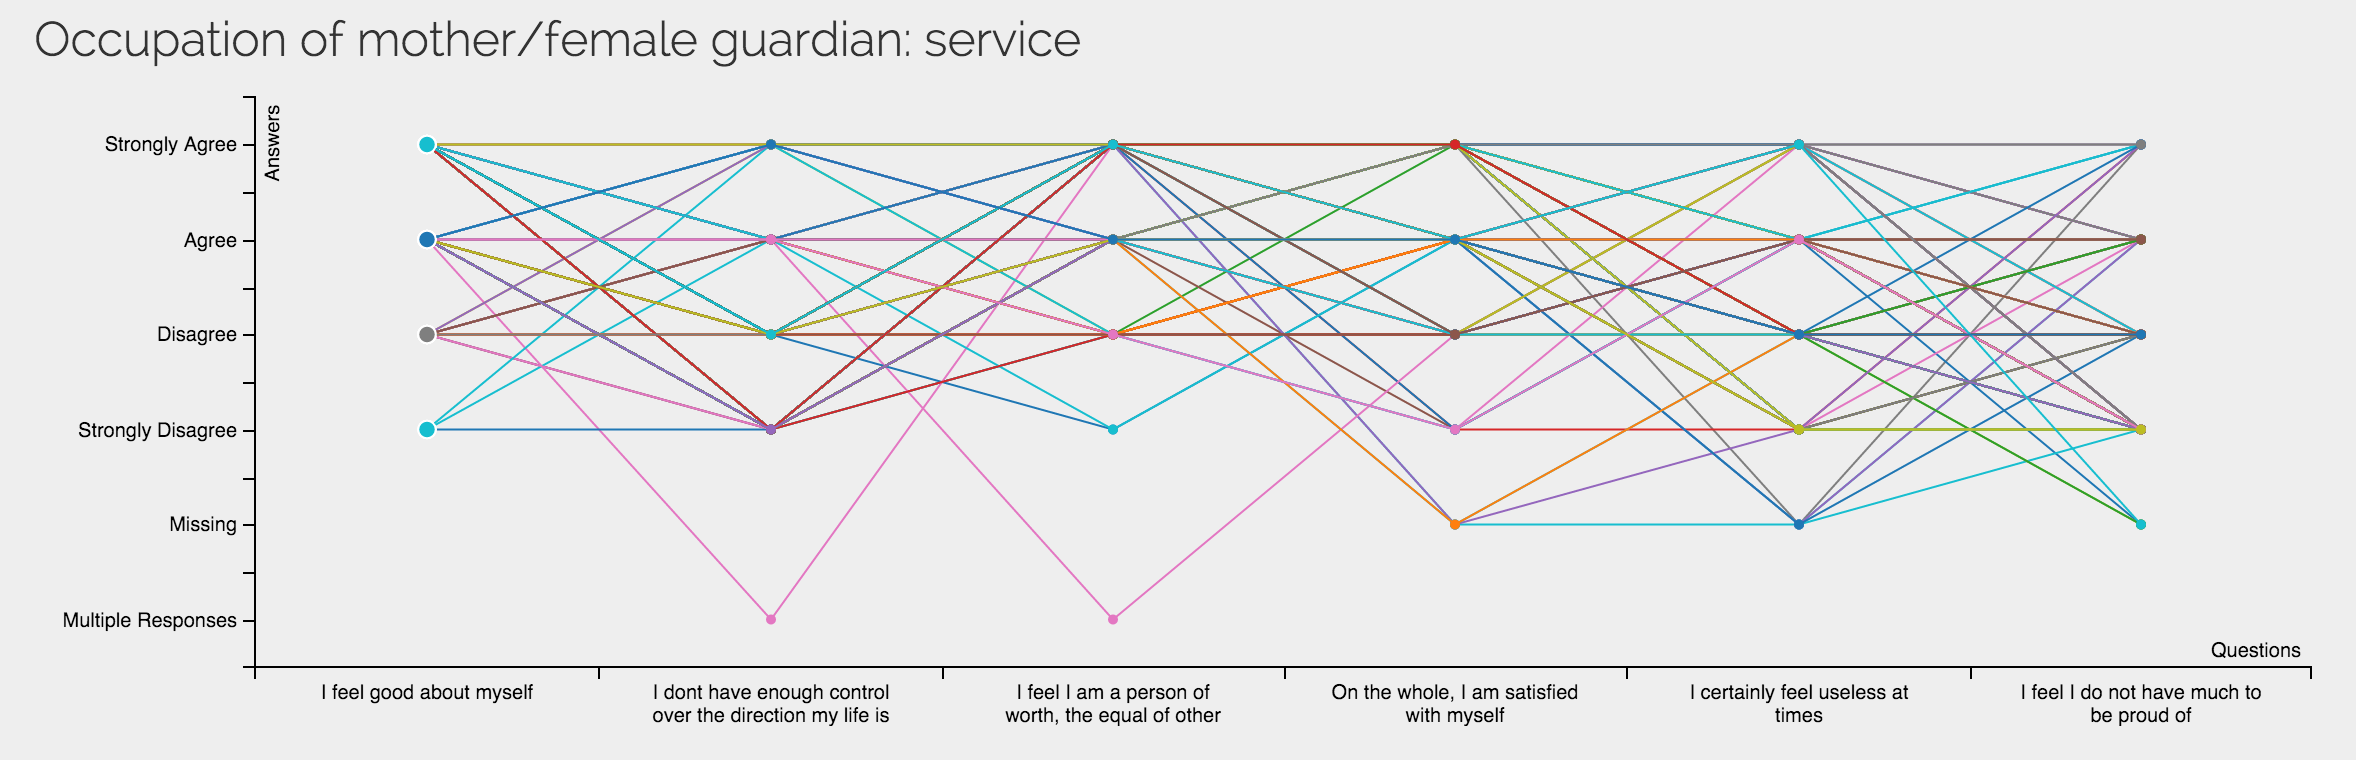 Occupation of mother/female guardian: service
Answers
Strongly Agree
Agree
Disagree
Strongly Disagree
Missing
Multiple Responses
Questions
I feel good about myself
I dont have enough control
over the direction my life is
I feel I am a person of
worth, the equal of other
On the whole, I am satisfied
with myself
I certainly feel useless at
times
I feel I do not have much to
be proud of